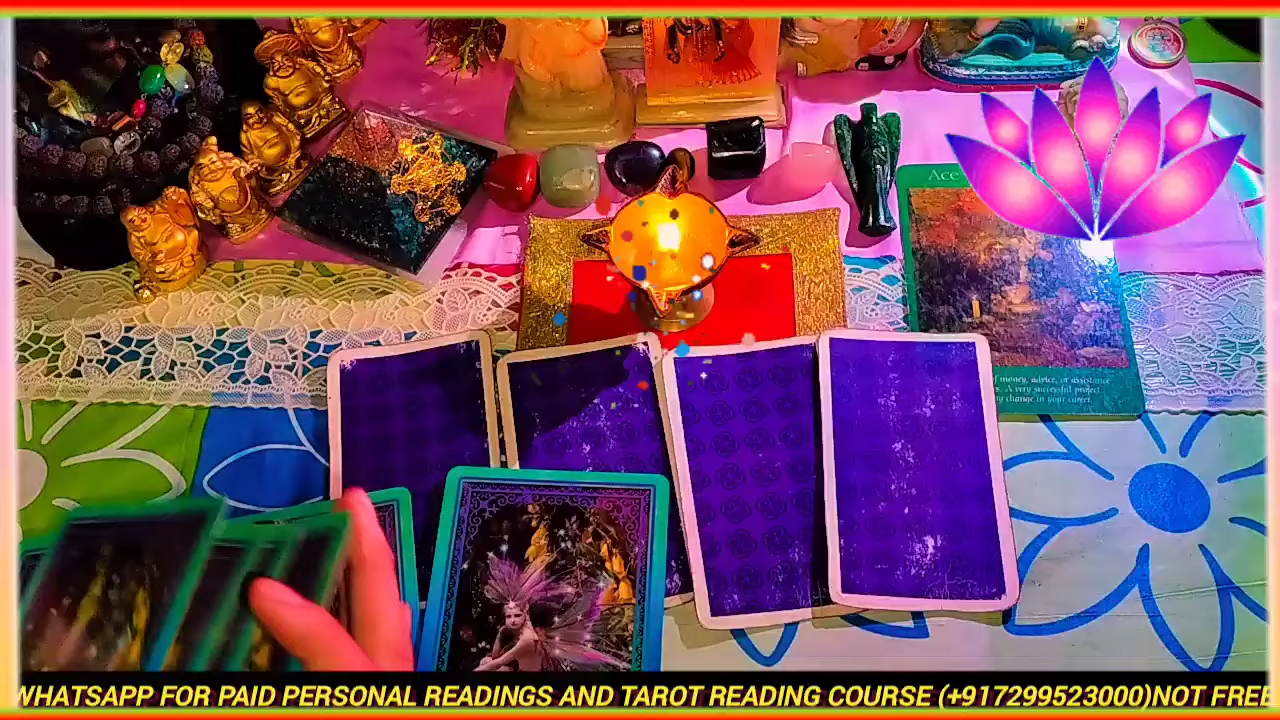 Ace
f money, advice, or assistance
s. A very successful project.
ny change in your career.
WHATSAPP FOR PAID PERSONAL READINGS AND TAROT READING COURSE (+917299523000)NOT FREE